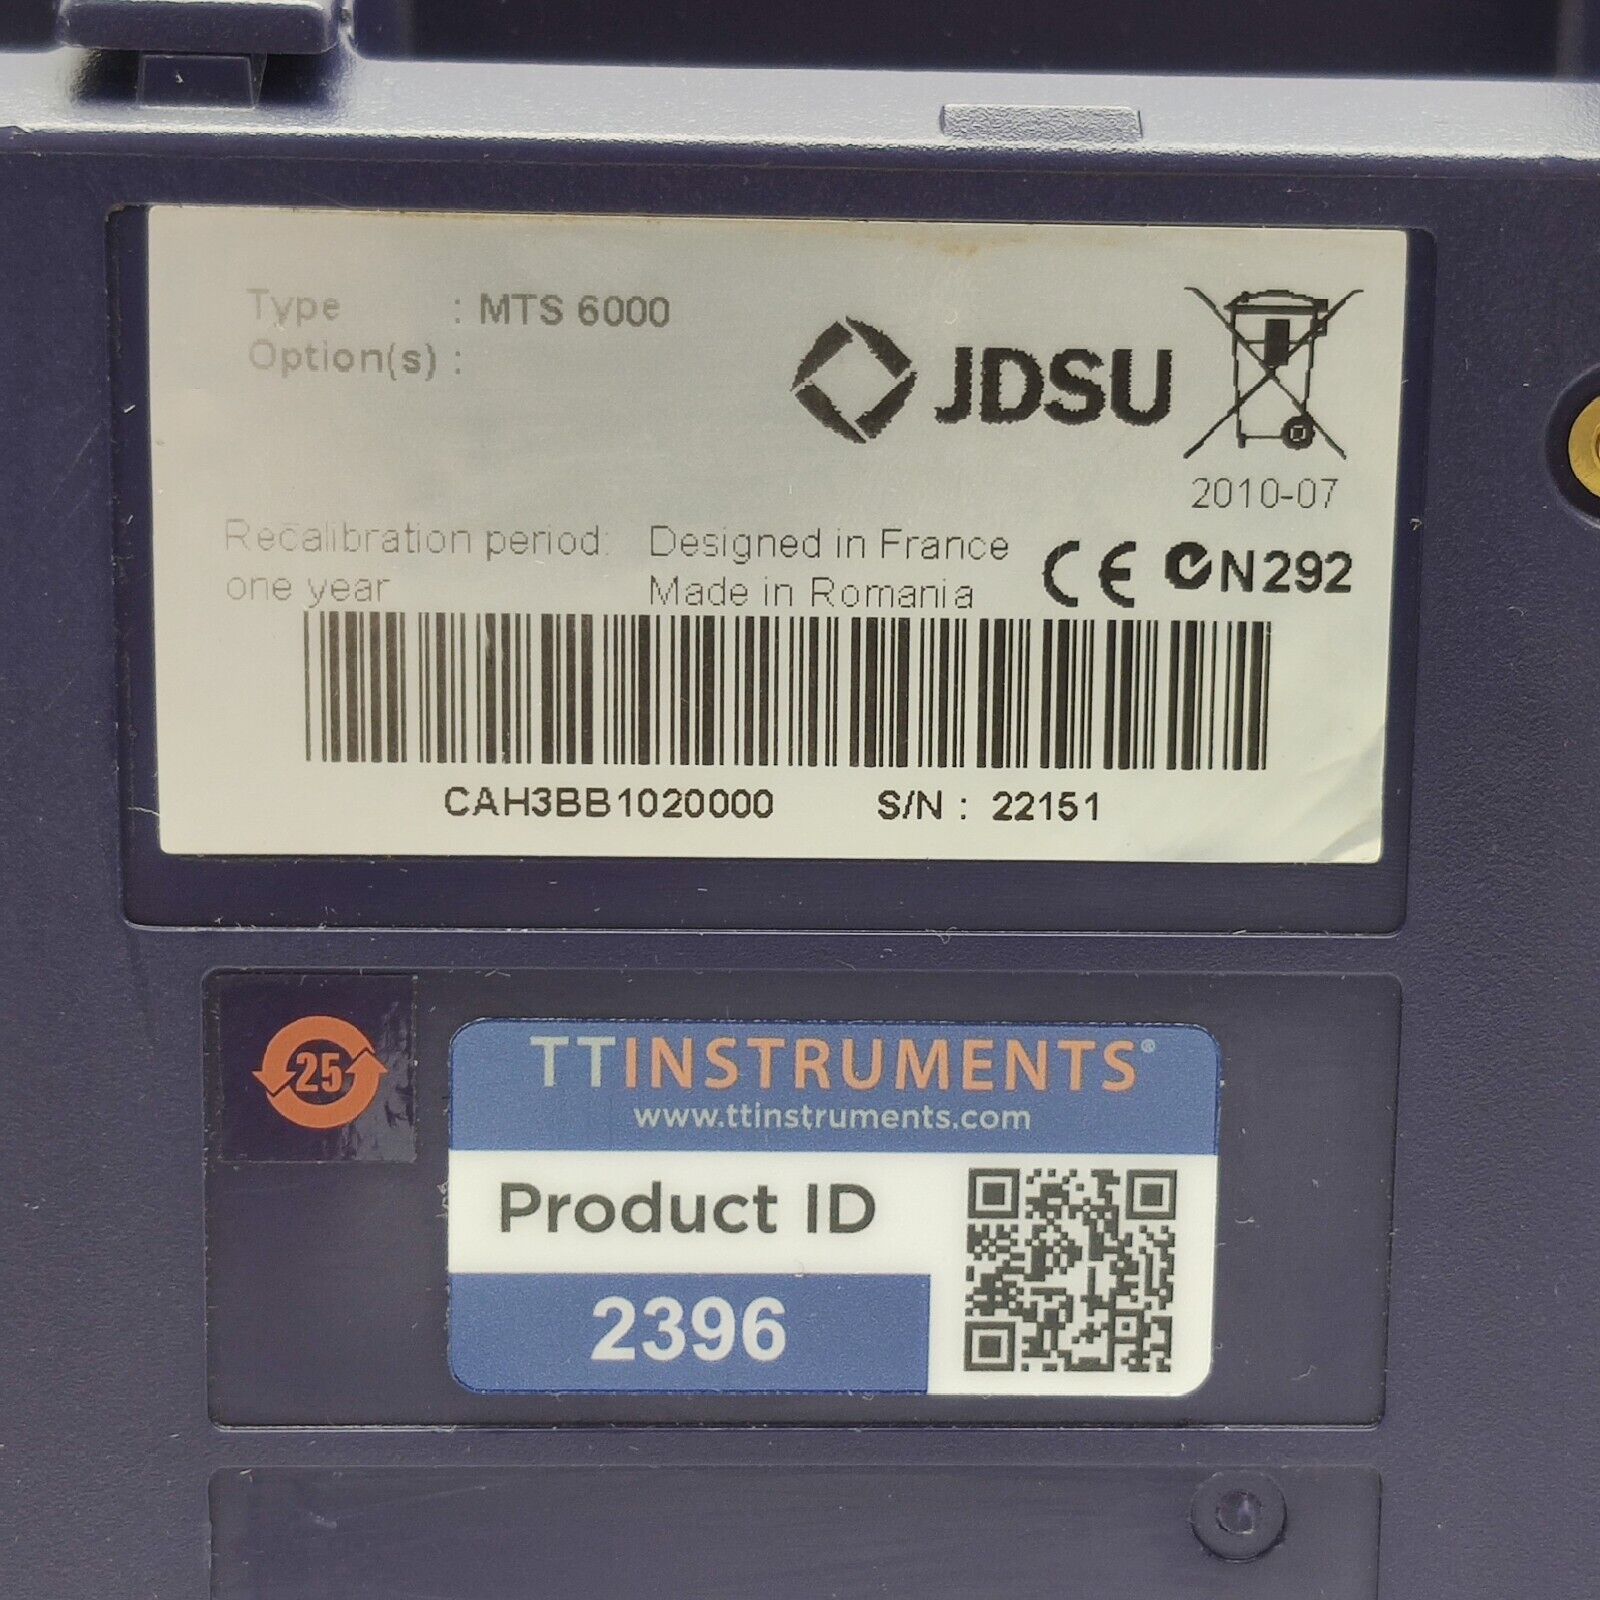 Type : MTS 6000
Option(s) :
JDSU
2010-07
Recalibration period:
one year
Designed in France
Made in Romania
CE N292
CAH3BB1020000 S/N : 22151
25
TTINSTRUMENTS®
www.ttinstruments.com
Product ID
2396